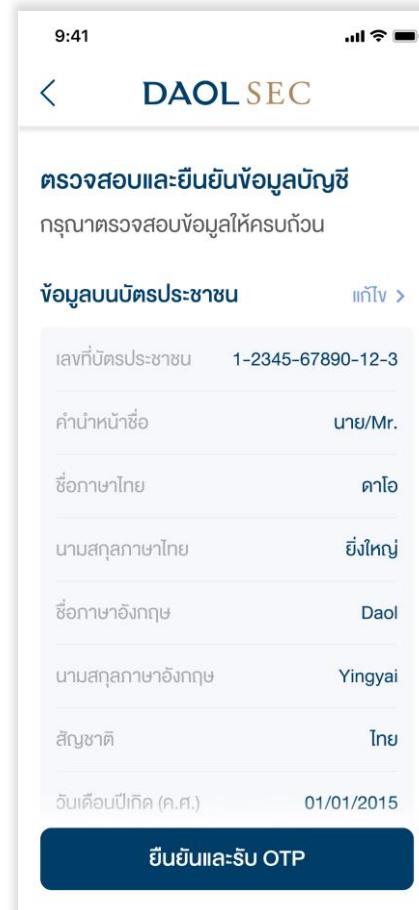 9:41
DAOL SEC
ตรวจสอบและยืนยันข้อมูลบัญชี
กรุณาตรวจสอบข้อมูลให้ครบถ้วน
ข้อมูลบนบัตรประชาชน แก้ไข >
เลขที่บัตรประชาชน 1-2345-67890-12-3
คำนำหน้าชื่อ นาย/Mr.
ชื่อภาษาไทย ดาโอ
นามสกุลภาษาไทย ยิ่งใหญ่
ชื่อภาษาอังกฤษ Daol
นามสกุลภาษาอังกฤษ Yingyai
สัญชาติ ไทย
วันเดือนปีเกิด (ค.ศ.) 01/01/2015
ยืนยันและรับ OTP